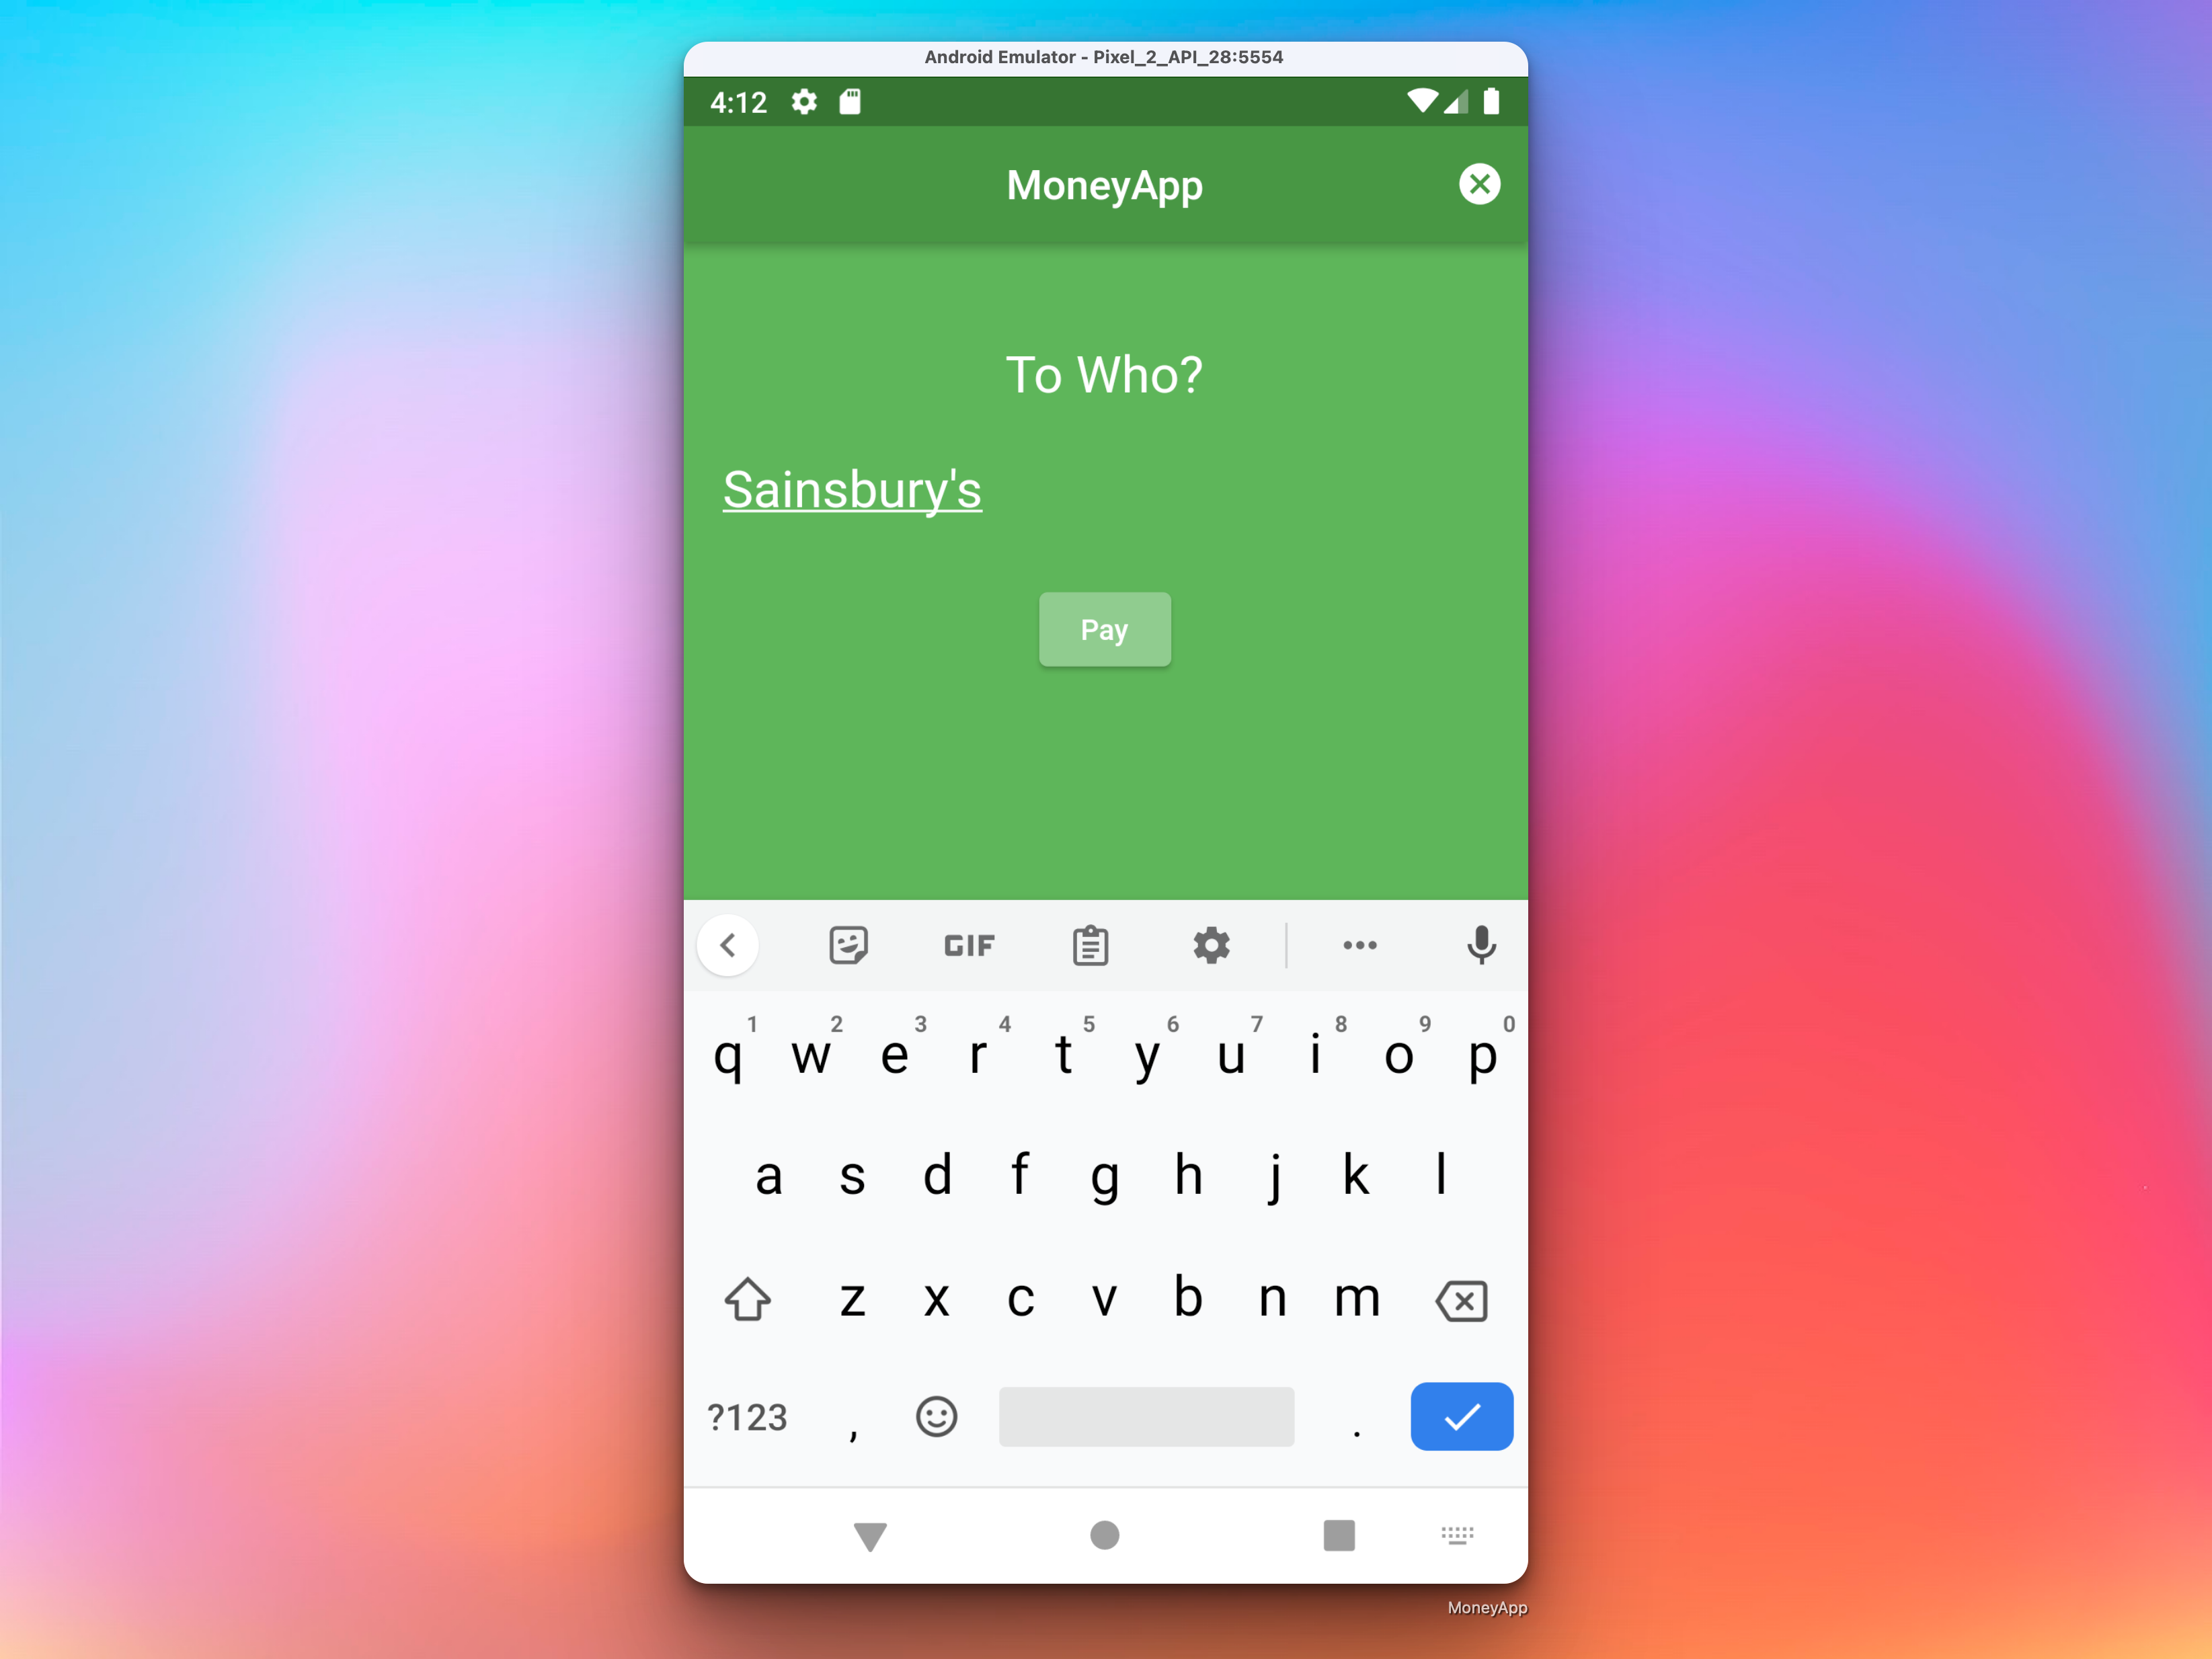 Android Emulator - Pixel_2_API_28:5554
4:12
MoneyApp
To Who?
Sainsbury's
Pay
GIF
1 2 3 4 5 6 7 8 9 0
q w e r t y u i o p
a s d f g h j k l
z x c v b n m
?123 , .
MoneyApp